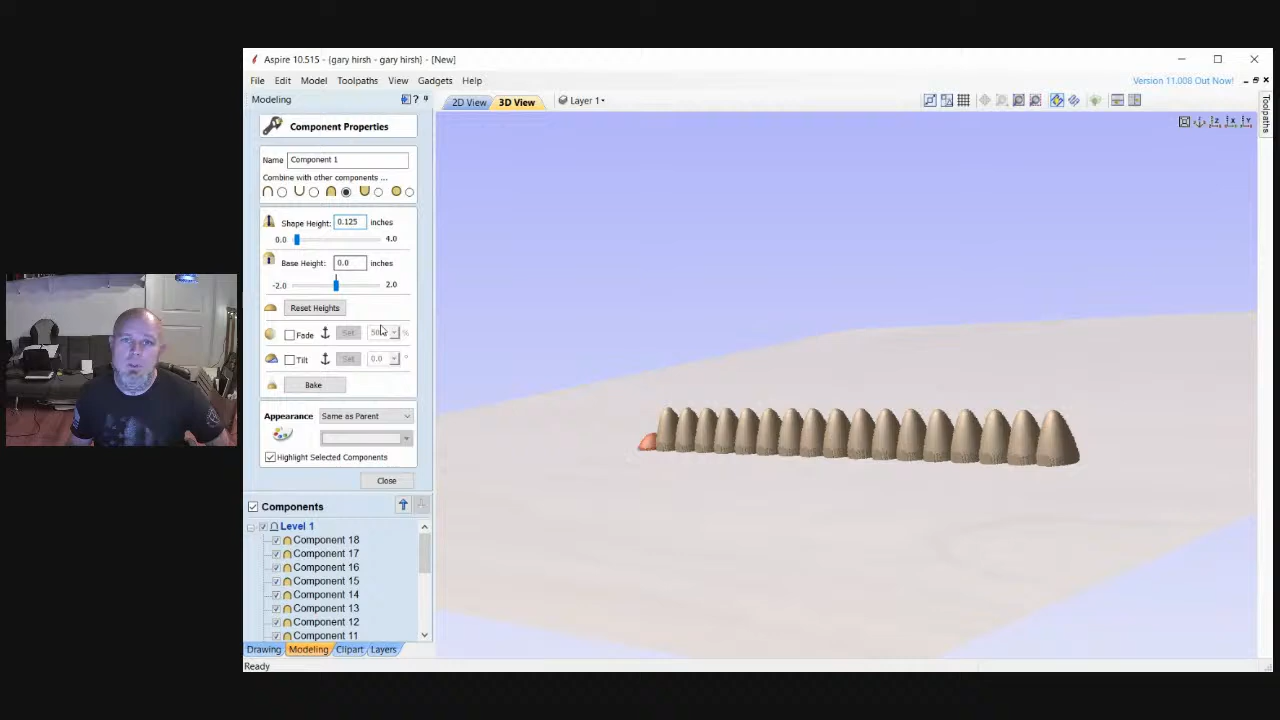 Aspire 10.515 - {gary hirsh - gary hirsh} - [New]
File Edit Model Toolpaths View Gadgets Help
Version 11.008 Out Now!
Modeling
2D View 3D View Layer 1
Toolpaths
Component Properties
Name Component 1
Combine with other components ...
Shape Height: 0.125 inches
0.0 4.0
Base Height: 0.0 inches
-2.0 2.0
Reset Heights
Fade Set 50 %
Tilt Set 0.0 °
Bake
Appearance Same as Parent
Highlight Selected Components
Close
Components
Level 1
Component 18
Component 17
Component 16
Component 15
Component 14
Component 13
Component 12
Component 11
Drawing Modeling Clipart Layers
Ready